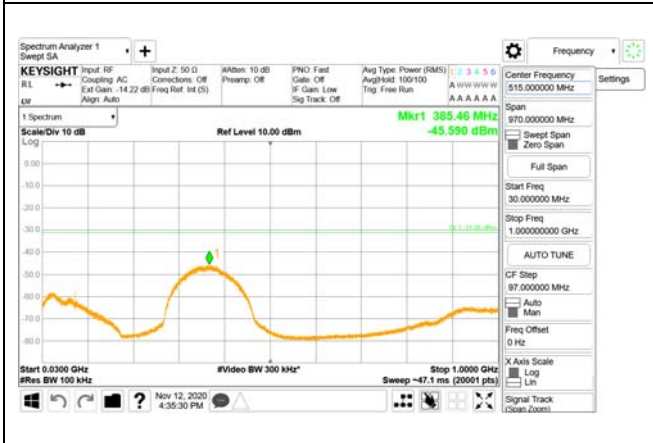 Spectrum Analyzer 1
Swept SA
+
Frequency
KEYSIGHT
Input: RF
Coupling: AC
Ext Gain: -14.22 dB
Align: Auto
Input Z: 50 Ω
Corrections: Off
Freq Ref: Int (S)
#Atten: 10 dB
Preamp: Off
PNO: Fast
Gate: Off
IF Gain: Low
Sig Track: Off
Avg Type: Power (RMS)
Avg|Hold: 100/100
Trig: Free Run
1 2 3 4 5 6
A W W W W W
A A A A A A
1 Spectrum
Mkr1 385.46 MHz
-45.590 dBm
Scale/Div 10 dB
Ref Level 10.00 dBm
Log
0.00
-10.0
-20.0
-30.0
-40.0
-50.0
-60.0
-70.0
-80.0
1
Start 0.0300 GHz
#Video BW 300 kHz*
Stop 1.0000 GHz
#Res BW 100 kHz
Sweep ~47.1 ms (20001 pts)
?
Nov 12, 2020
4:35:30 PM
Center Frequency
515.000000 MHz
Settings
Span
970.000000 MHz
Swept Span
Zero Span
Full Span
Start Freq
30.000000 MHz
Stop Freq
1.000000000 GHz
AUTO TUNE
CF Step
97.000000 MHz
Auto
Man
Freq Offset
0 Hz
X Axis Scale
Log
Lin
Signal Track
(Span Zoom)